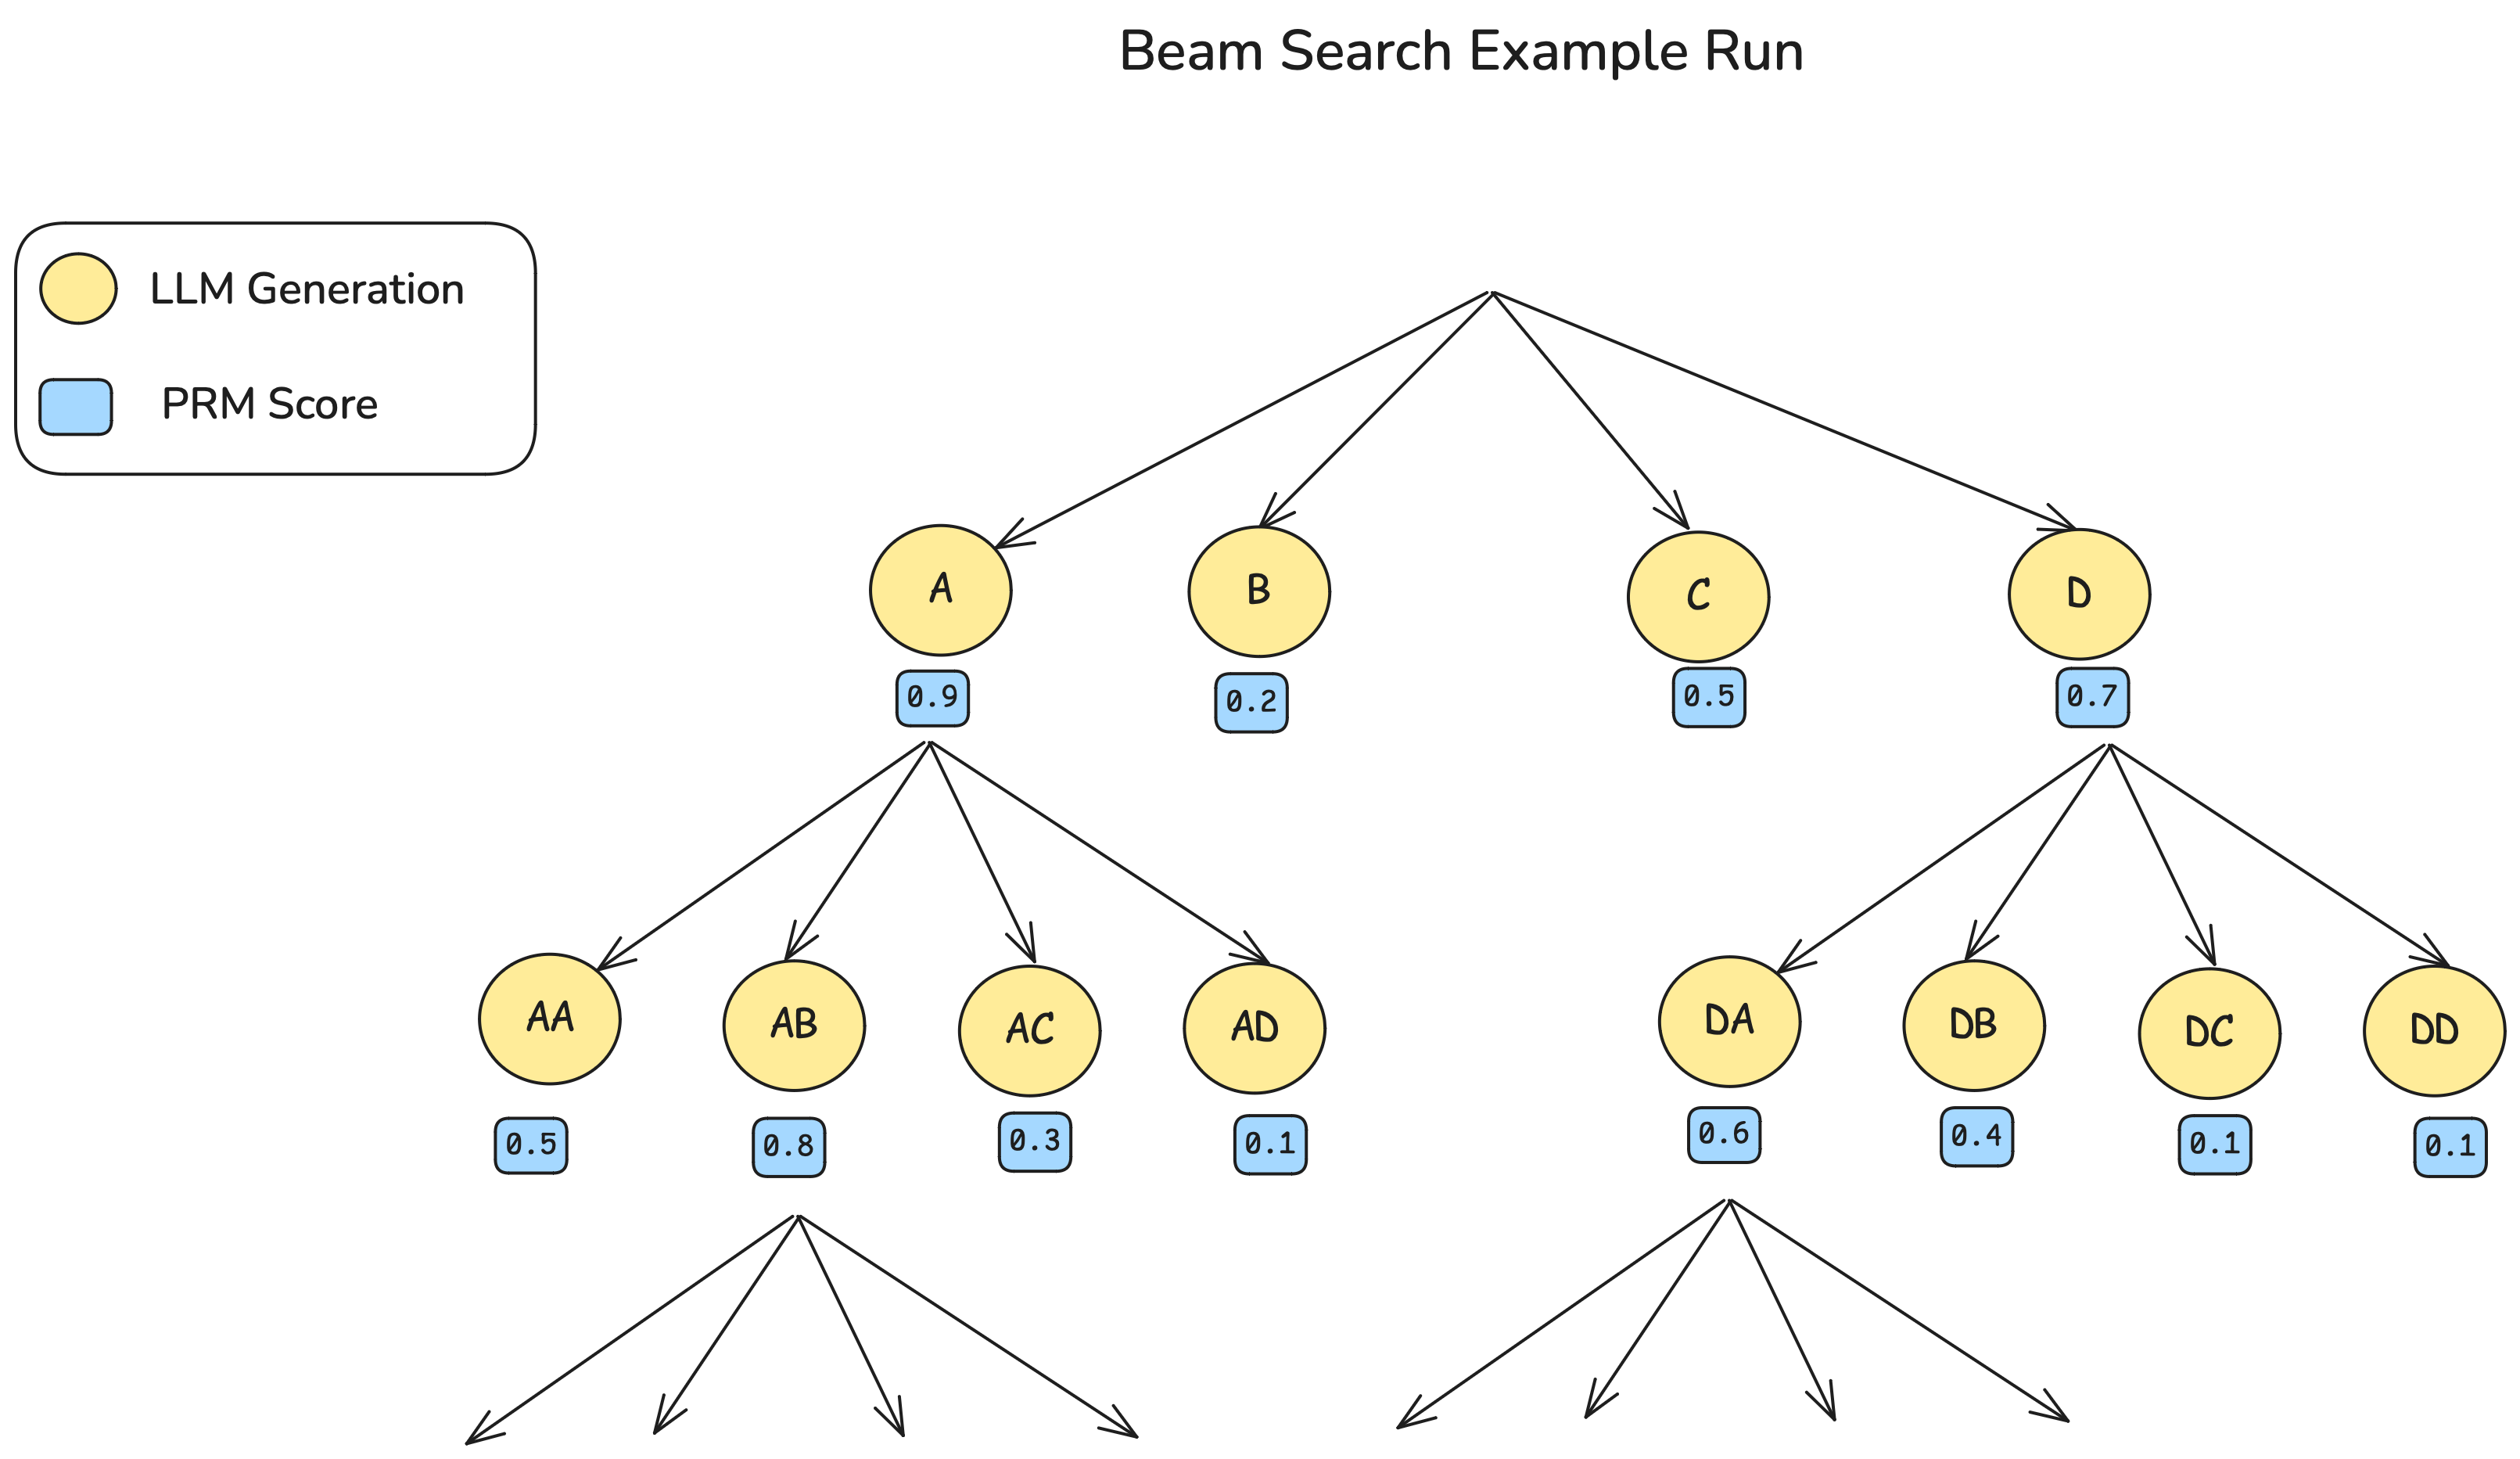 Beam Search Example Run
LLM Generation
PRM Score
A
B
C
D
0.9
0.2
0.5
0.7
AA
AB
AC
AD
DA
DB
DC
DD
0.5
0.8
0.3
0.1
0.6
0.4
0.1
0.1